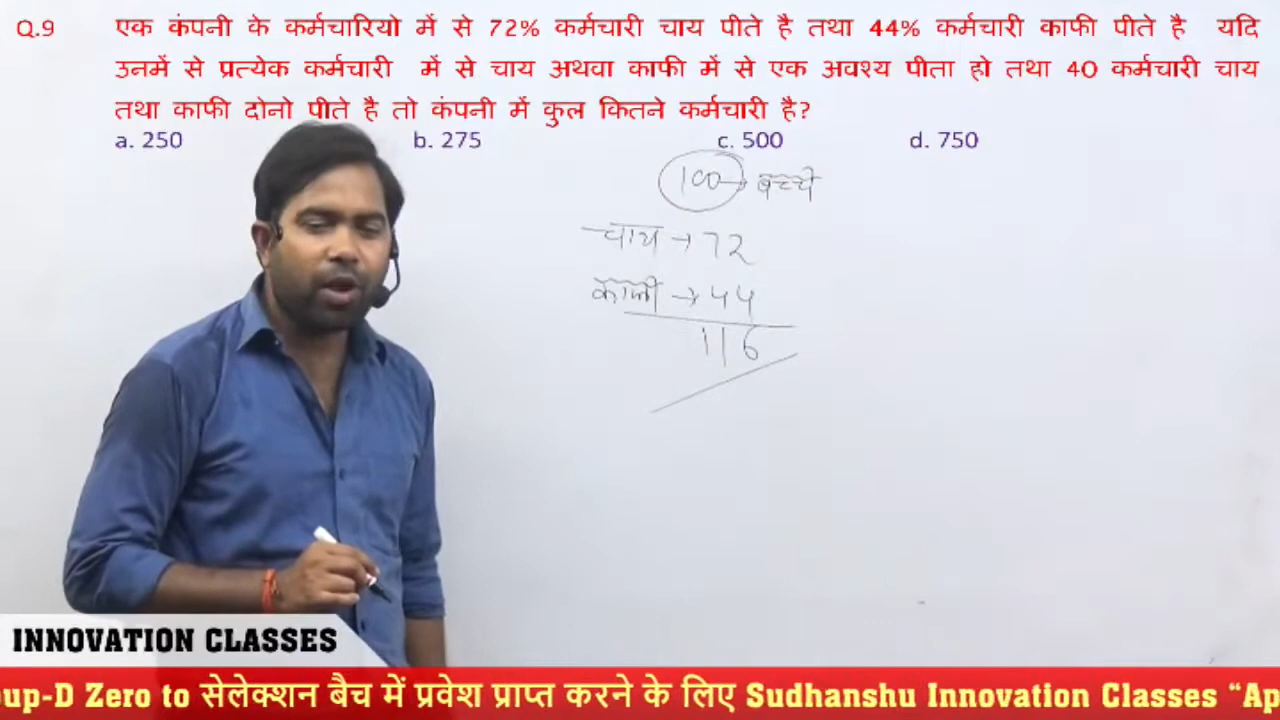 Q.9 एक कंपनी के कर्मचारियो में से 72% कर्मचारी चाय पीते है तथा 44% कर्मचारी काफी पीते है यदि
उनमें से प्रत्येक कर्मचारी में से चाय अथवा काफी में से एक अवश्य पीता हो तथा 40 कर्मचारी चाय
तथा काफी दोनो पीते है तो कंपनी में कुल कितने कर्मचारी है?
a. 250 b. 275 c. 500 d. 750
100 → बच्चे
चाय → 72
काफी → 44
116
INNOVATION CLASSES
oup-D Zero to सेलेक्शन बैच में प्रवेश प्राप्त करने के लिए Sudhanshu Innovation Classes “Ap